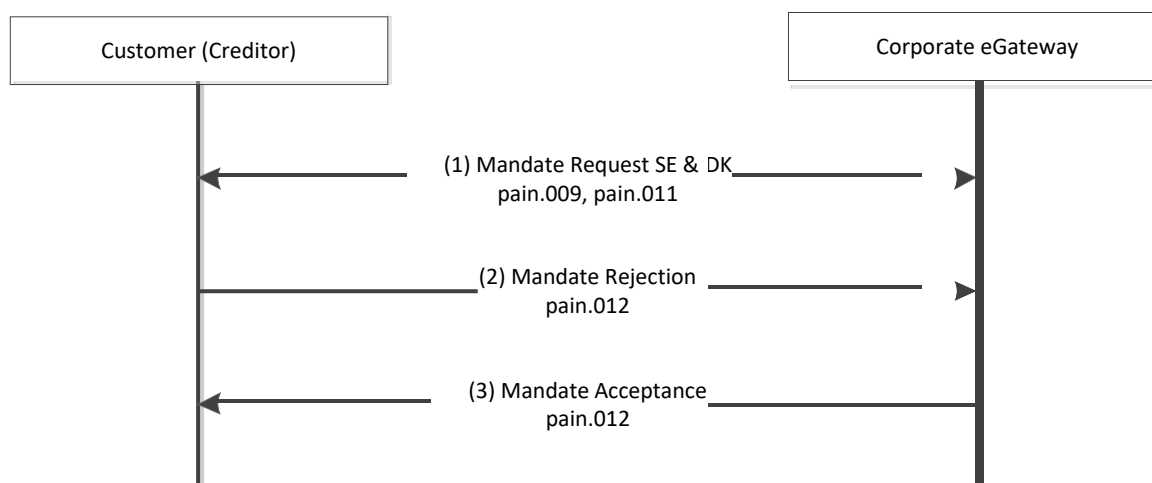 Customer (Creditor)
Corporate eGateway
(1) Mandate Request SE & DK
pain.009, pain.011
(2) Mandate Rejection
pain.012
(3) Mandate Acceptance
pain.012